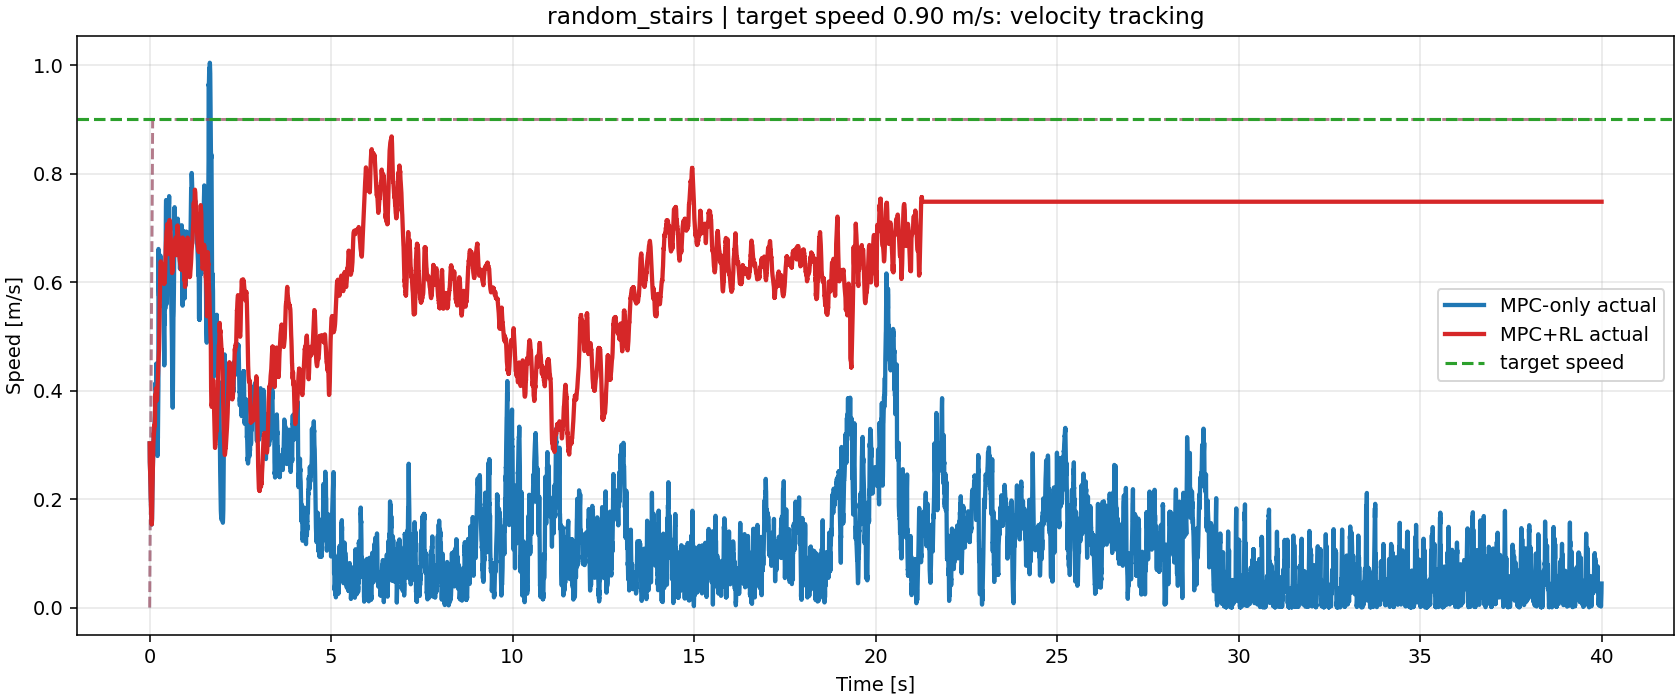 random_stairs | target speed 0.90 m/s: velocity tracking
Speed [m/s]
1.0
0.8
0.6
0.4
0.2
0.0
MPC-only actual
MPC+RL actual
target speed
0 5 10 15 20 25 30 35 40
Time [s]